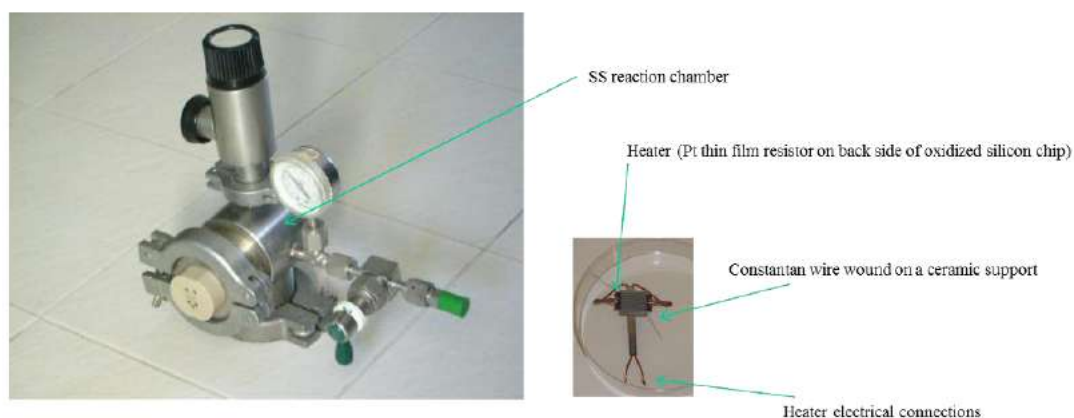 SS reaction chamber
Heater (Pt thin film resistor on back side of oxidized silicon chip)
Constantan wire wound on a ceramic support
Heater electrical connections